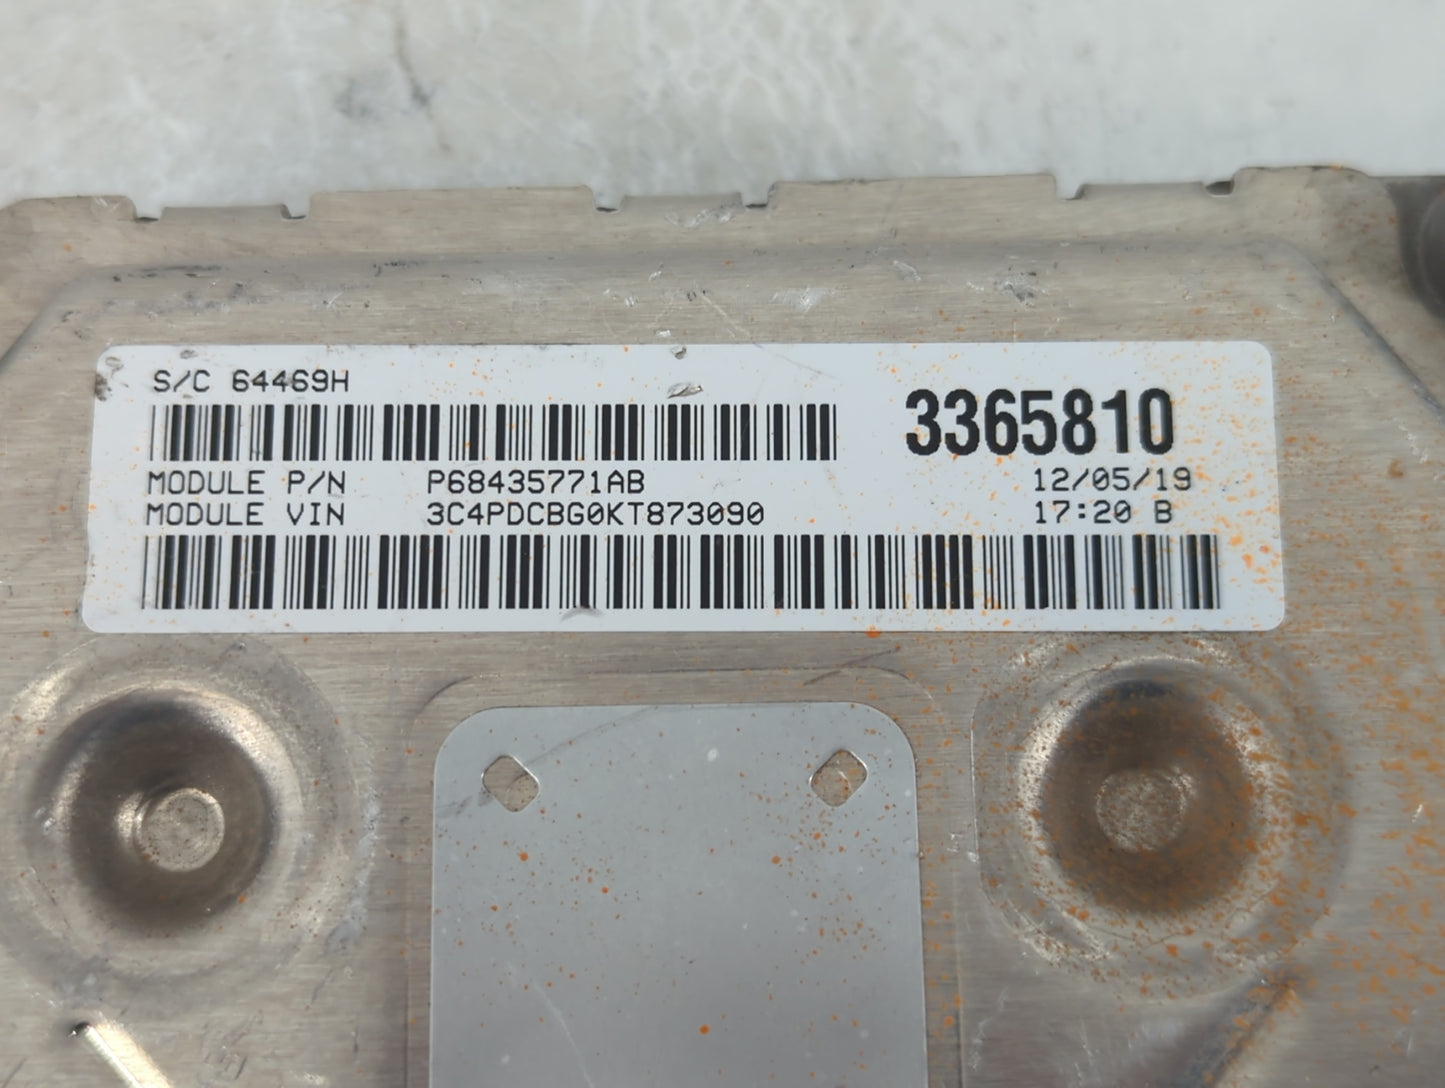 S/C 64469H
3365810
MODULE P/N P68435771AB 12/05/19
MODULE VIN 3C4PDCBG0KT873090 17:20 B